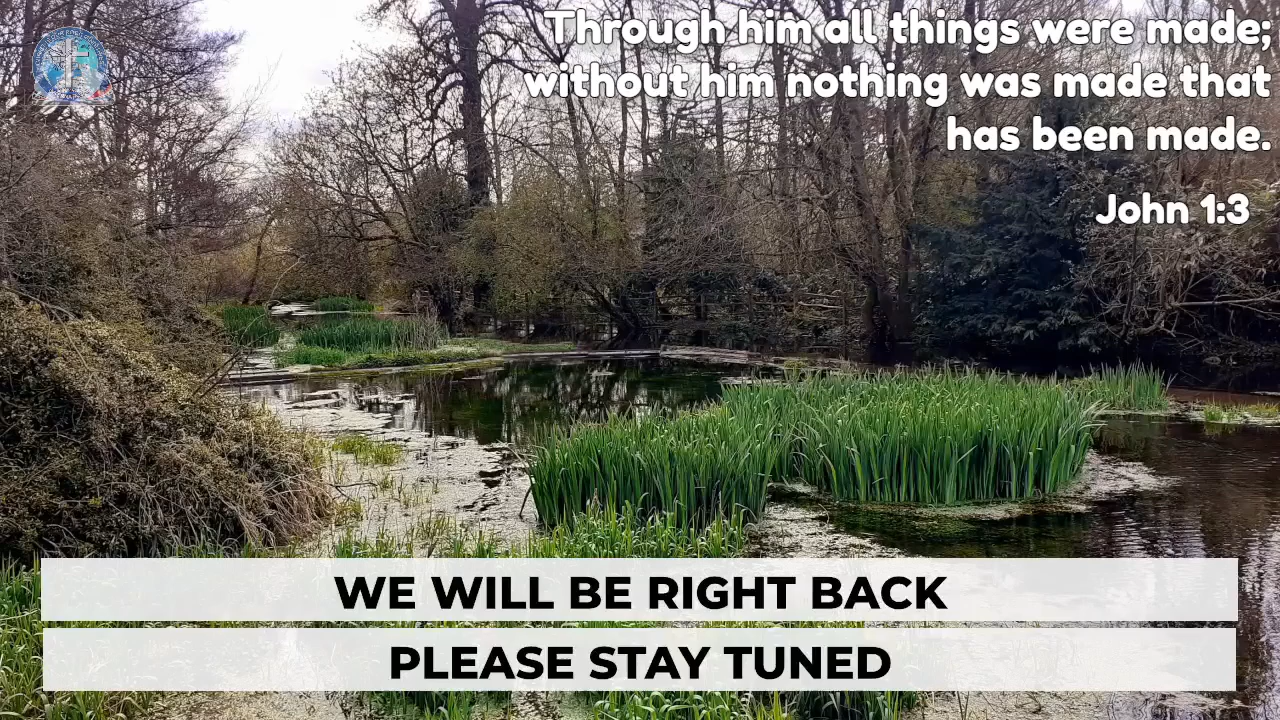 Through him all things were made;
without him nothing was made that
has been made.
John 1:3
WE WILL BE RIGHT BACK
PLEASE STAY TUNED